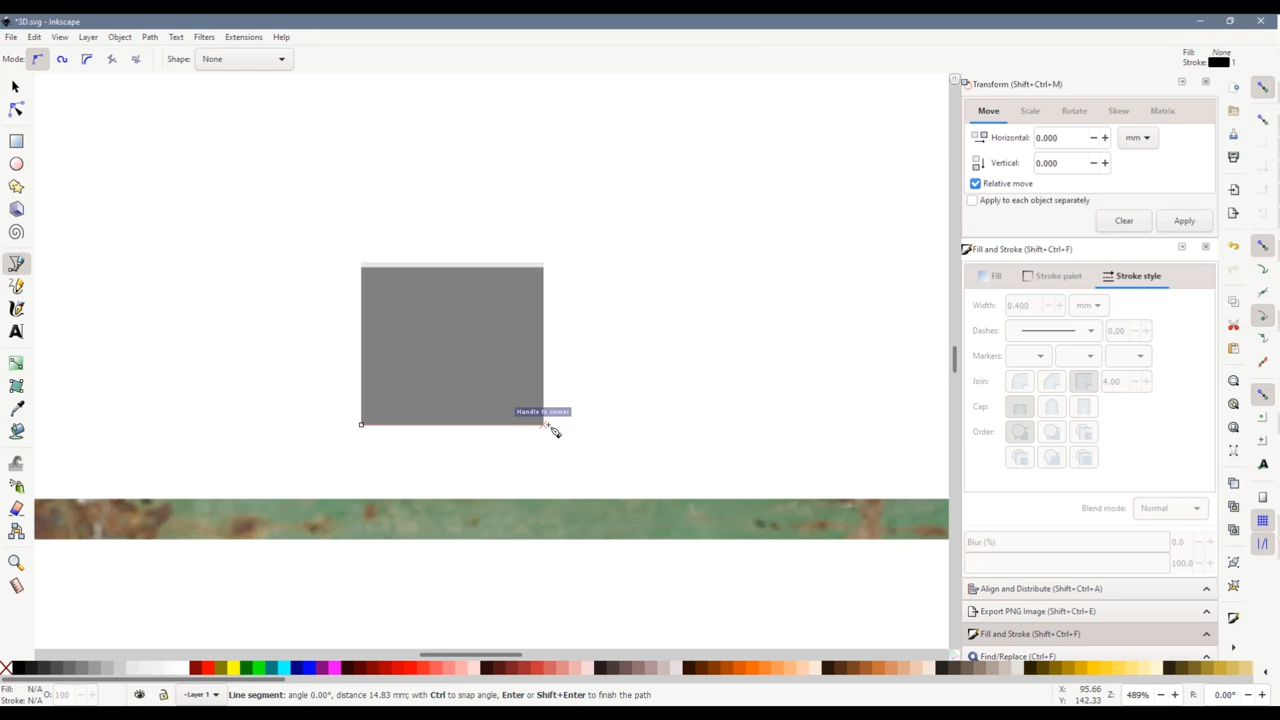 *3D.svg - Inkscape
File Edit View Layer Object Path Text Filters Extensions Help
Mode: Shape: None
Fill: None
Stroke: 1
Transform (Shift+Ctrl+M)
Move Scale Rotate Skew Matrix
Horizontal: 0.000 mm
Vertical: 0.000
Relative move
Apply to each object separately
Clear Apply
Fill and Stroke (Shift+Ctrl+F)
Fill Stroke paint Stroke style
Width: 0.400 mm
Dashes: 0.00
Markers:
Join: 4.00
Cap:
Order:
Handle to corner
Blend mode: Normal
Blur (%) 0.0
100.0
Align and Distribute (Shift+Ctrl+A)
Export PNG Image (Shift+Ctrl+E)
Fill and Stroke (Shift+Ctrl+F)
Find/Replace (Ctrl+F)
Fill: N/A
Stroke: N/A
O: 100
-Layer 1
Line segment: angle 0.00°, distance 14.83 mm; with Ctrl to snap angle, Enter or Shift+Enter to finish the path
X: 95.66
Y: 142.33
Z: 489%
R: 0.00°